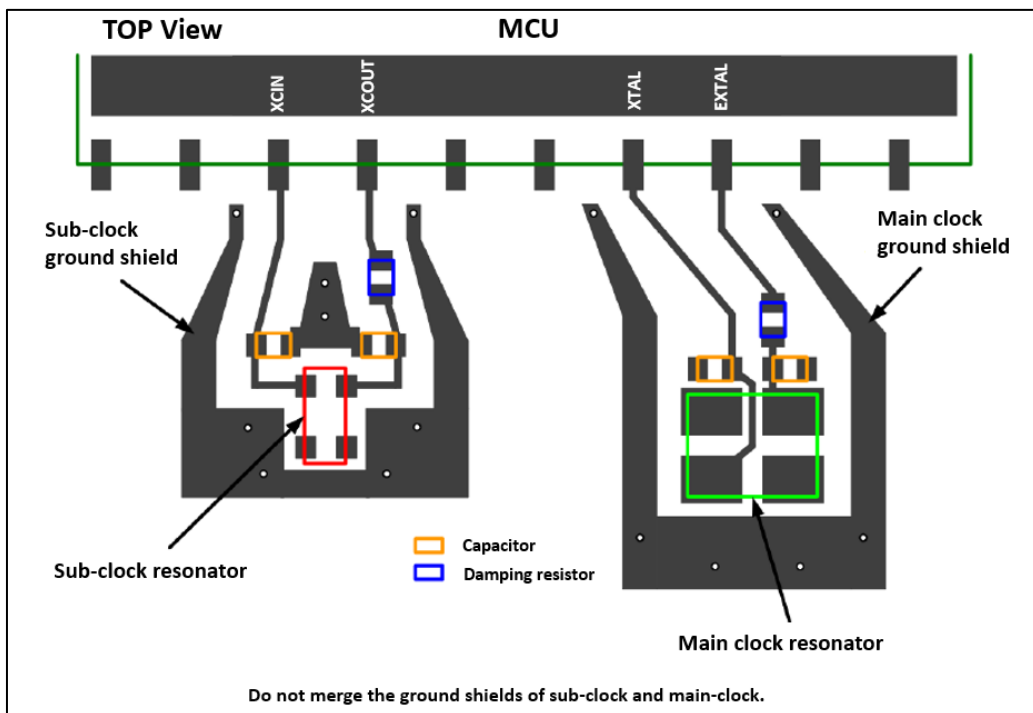 TOP View
MCU
XCIN
XCOUT
XTAL
EXTAL
Sub-clock
ground shield
Main clock
ground shield
Capacitor
Damping resistor
Sub-clock resonator
Main clock resonator
Do not merge the ground shields of sub-clock and main-clock.